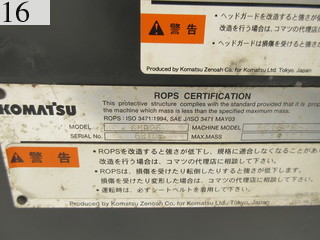 16
・ヘッドガードを改造すると強さが低
改造を行う場合は、コマツの代理店に
・ヘッドガードは損傷を受けると強さが
警告
Produced by Komatsu Zenoah Co. for Komatsu Ltd. Tokyo, Japan
KOMATSU
ROPS CERTIFICATION
This protective structure complies with the standard provided that it is prop
the machine which mass is less than the specified maximum mass.
ROPS : ISO 3471:1994, SAE J/ISO 3471 MAY03
MODEL
MACHINE MODEL
SERIAL No.
MAX.MASS
警告
・ROPSを改造すると強さが低下し、規格に適合しなくなることがあ
改造を行う場合は、コマツの代理店に相談して下さい。
・ROPSは、損傷を受けたり転倒したりすると強さが低下します。
損傷を受けたり変形した場合は、コマツの代理店に相談して下さい。
・運転時は、必ずシートベルトを着用して下さい。
Produced by Komatsu Zenoah Co. for Komatsu Ltd. Tokyo, Japan